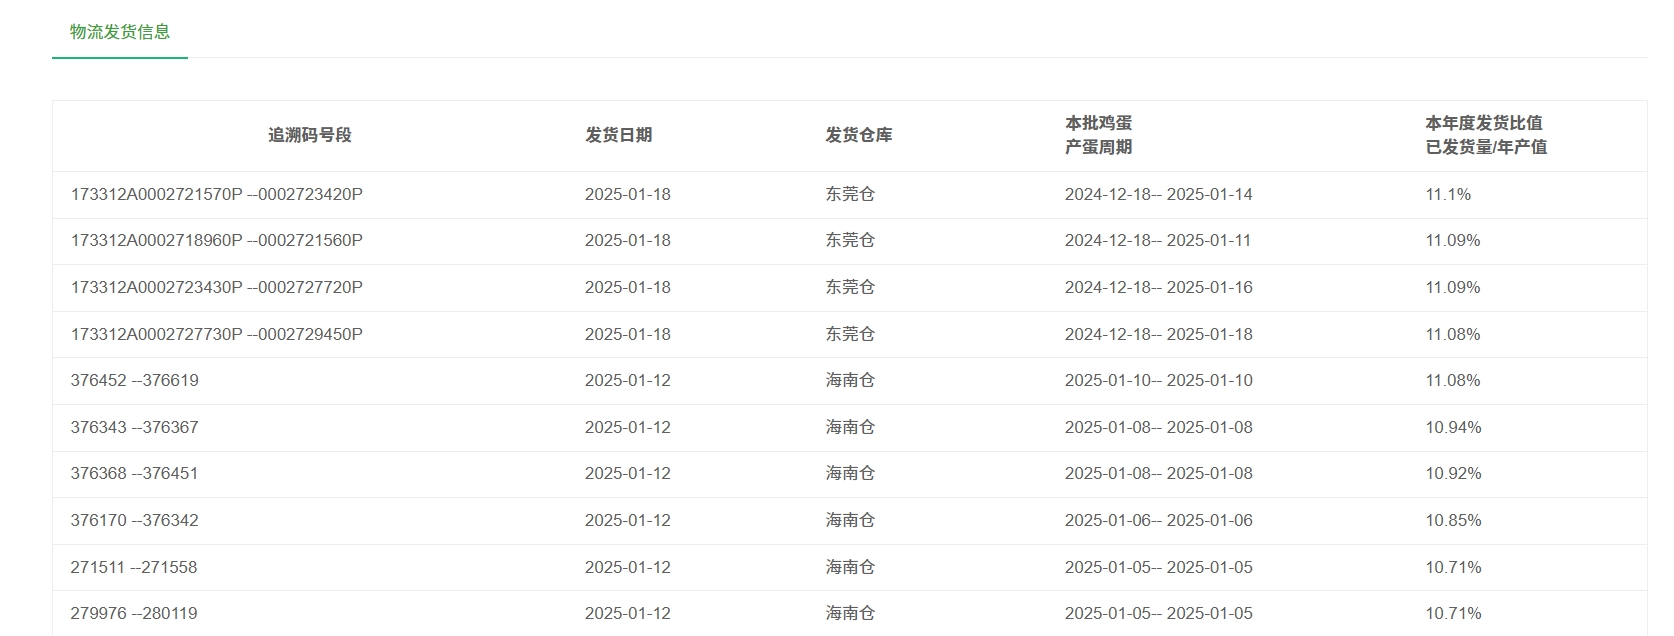 物流发货信息
追溯码号段 发货日期 发货仓库 本批鸡蛋 本年度发货比值
产蛋周期 已发货量/年产值
173312A0002721570P --0002723420P 2025-01-18 东莞仓 2024-12-18-- 2025-01-14 11.1%
173312A0002718960P --0002721560P 2025-01-18 东莞仓 2024-12-18-- 2025-01-11 11.09%
173312A0002723430P --0002727720P 2025-01-18 东莞仓 2024-12-18-- 2025-01-16 11.09%
173312A0002727730P --0002729450P 2025-01-18 东莞仓 2024-12-18-- 2025-01-18 11.08%
376452 --376619 2025-01-12 海南仓 2025-01-10-- 2025-01-10 11.08%
376343 --376367 2025-01-12 海南仓 2025-01-08-- 2025-01-08 10.94%
376368 --376451 2025-01-12 海南仓 2025-01-08-- 2025-01-08 10.92%
376170 --376342 2025-01-12 海南仓 2025-01-06-- 2025-01-06 10.85%
271511 --271558 2025-01-12 海南仓 2025-01-05-- 2025-01-05 10.71%
279976 --280119 2025-01-12 海南仓 2025-01-05-- 2025-01-05 10.71%